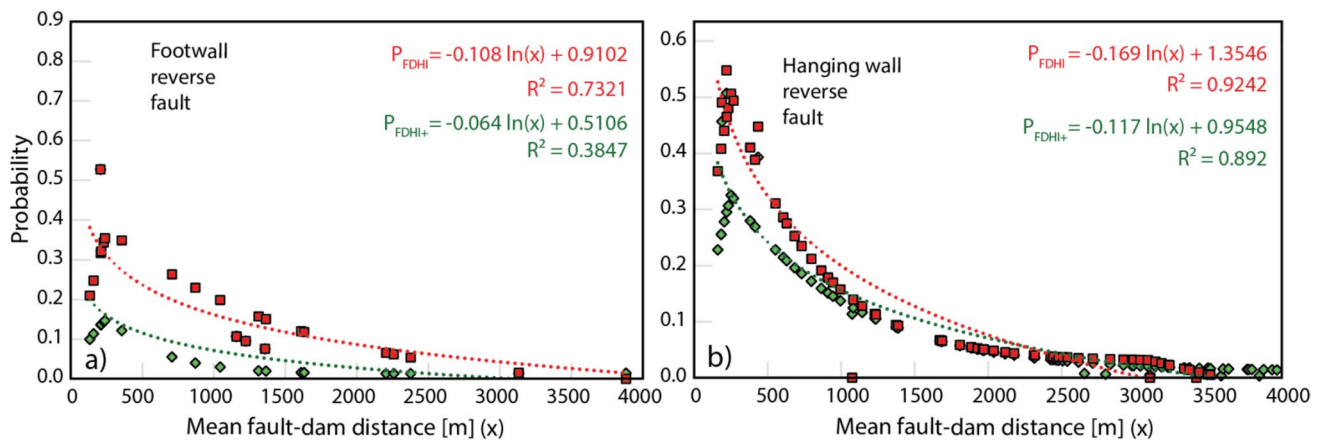 0.9
0.8
0.7
0.6
0.5
0.4
0.3
0.2
0.1
0.0
Probability
Footwall
reverse
fault
P_FDHI = -0.108 ln(x) + 0.9102
R² = 0.7321
P_FDHI+ = -0.064 ln(x) + 0.5106
R² = 0.3847
a)
0 500 1000 1500 2000 2500 3000 3500 4000
Mean fault-dam distance [m] (x)
0.6
0.5
0.4
0.3
0.2
0.1
0.0
Hanging wall
reverse
fault
P_FDHI = -0.169 ln(x) + 1.3546
R² = 0.9242
P_FDHI+ = -0.117 ln(x) + 0.9548
R² = 0.892
b)
0 500 1000 1500 2000 2500 3000 3500 4000
Mean fault-dam distance [m] (x)